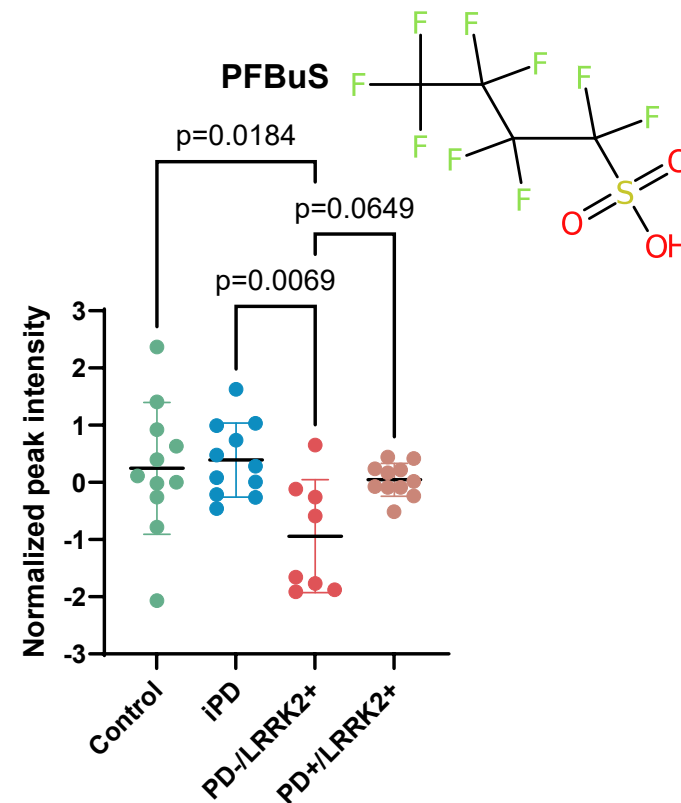 PFBuS
F
F
F
F
F
F
F
F
F
S
O
O
OH
p=0.0184
p=0.0649
p=0.0069
Normalized peak intensity
3
2
1
0
-1
-2
-3
Control
iPD
PD-/LRRK2+
PD+/LRRK2+